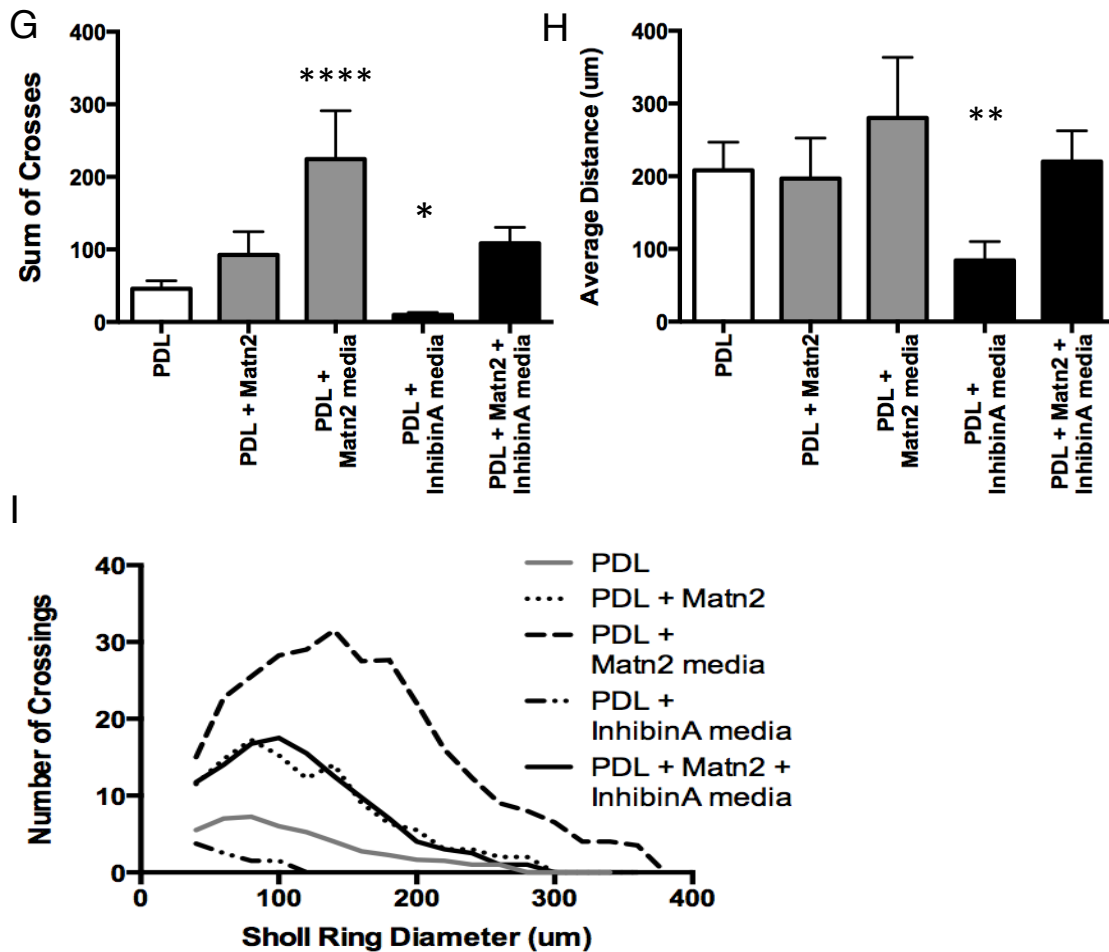 G
Sum of Crosses
400
300
200
100
0
****
*
PDL
PDL + Matn2
PDL +
Matn2 media
PDL +
InhibinA media
PDL + Matn2 +
InhibinA media
H
Average Distance (um)
400
300
200
100
0
**
PDL
PDL + Matn2
PDL +
Matn2 media
PDL +
InhibinA media
PDL + Matn2 +
InhibinA media
I
Number of Crossings
40
30
20
10
0
0 100 200 300 400
Sholl Ring Diameter (um)
PDL
PDL + Matn2
PDL +
Matn2 media
PDL +
InhibinA media
PDL + Matn2 +
InhibinA media